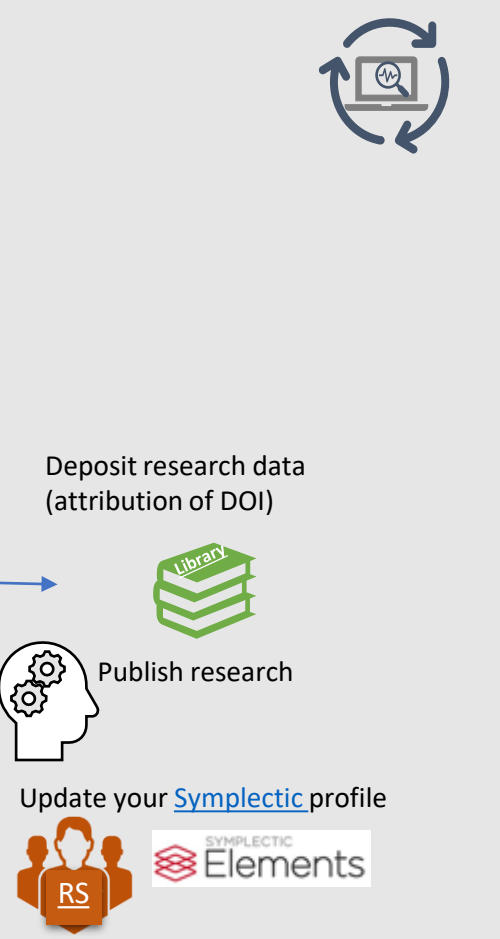 Deposit research data
(attribution of DOI)
Library
Publish research
Update your Symplectic profile
RS
SYMPLECTIC
Elements